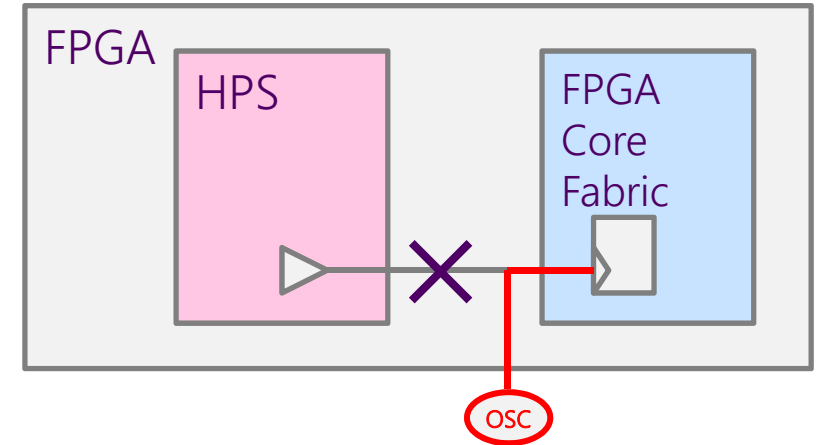 FPGA
HPS
FPGA
Core
Fabric
OSC